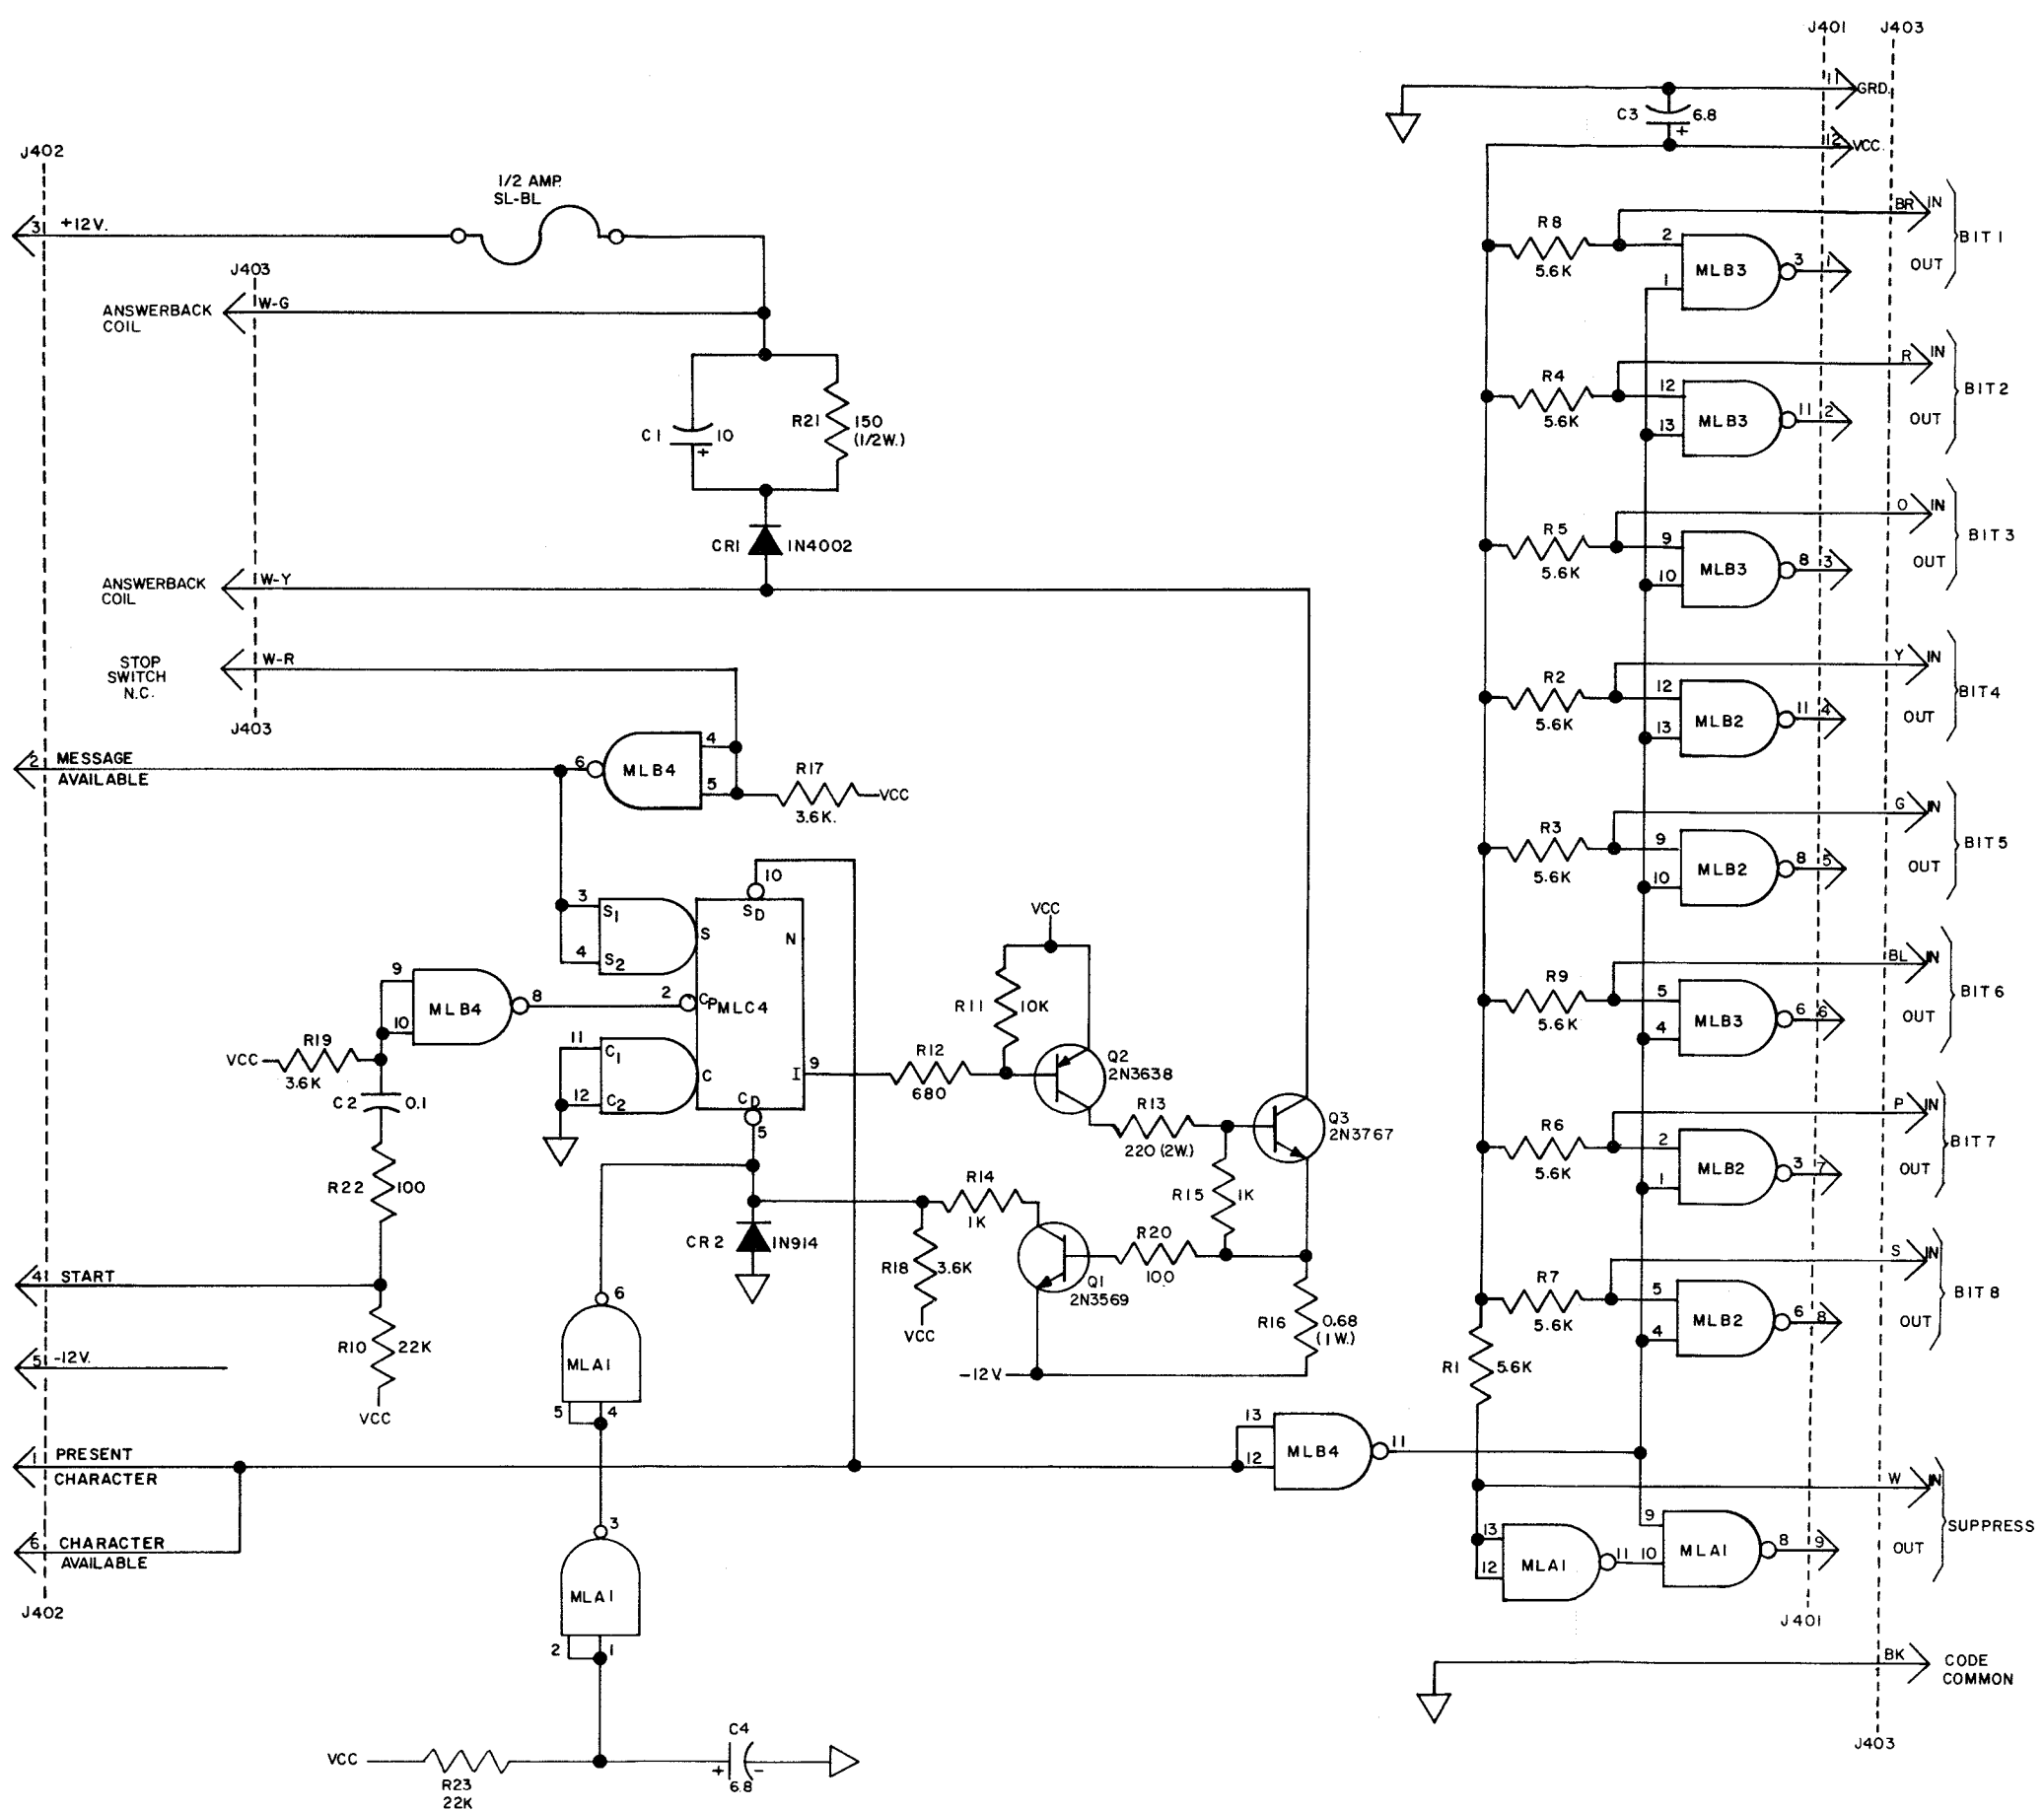 J401 J403
11 GRD.
C3 6.8
+
12 VCC.
J402
1/2 AMP.
SL-BL
3 +12V.
J403
ANSWERBACK
COIL
W-G
C1 10
+
R21 150
(1/2W.)
CR1 1N4002
ANSWERBACK
COIL
W-Y
STOP
SWITCH
N.C.
W-R
J403
2 MESSAGE
AVAILABLE
6 MLB4 4
5
R17
3.6K.
VCC
10
3 S1
4 S2
S
SD
N
9
10
MLB4
8
2 CP MLC4
R19
VCC
3.6K
C2 0.1
11 C1
12 C2
C
CD
I 9
5
R22 100
4 START
R10 22K
VCC
5 -12V.
1 PRESENT
CHARACTER
6 CHARACTER
AVAILABLE
J402
R12
680
VCC
R11 10K
Q2
2N3638
R13
220 (2W.)
Q3
2N3767
R15 1K
R14
1K
R20
100
Q1
2N3569
R18 3.6K
VCC
R16 0.68
(1W.)
-12V.
CR2 1N914
6
MLA1
5 4
3
MLA1
2 1
VCC
R23
22K
C4
+ -
6.8
13
12
MLB4
11
R8
5.6K
2
1
MLB3
3 1
BR IN
OUT
BIT 1
R4
5.6K
12
13
MLB3
11 2
R IN
OUT
BIT 2
R5
5.6K
9
10
MLB3
8 3
O IN
OUT
BIT 3
R2
5.6K
12
13
MLB2
11 4
Y IN
OUT
BIT 4
R3
5.6K
9
10
MLB2
8 5
G IN
OUT
BIT 5
R9
5.6K
5
4
MLB3
6 6
BL IN
OUT
BIT 6
R6
5.6K
2
1
MLB2
3 7
P IN
OUT
BIT 7
R7
5.6K
5
4
MLB2
6 8
S IN
OUT
BIT 8
R1 5.6K
W IN
OUT
SUPPRESS
13
12
MLA1
11
9
10
MLA1
8 9
J401
BK
CODE
COMMON
J403